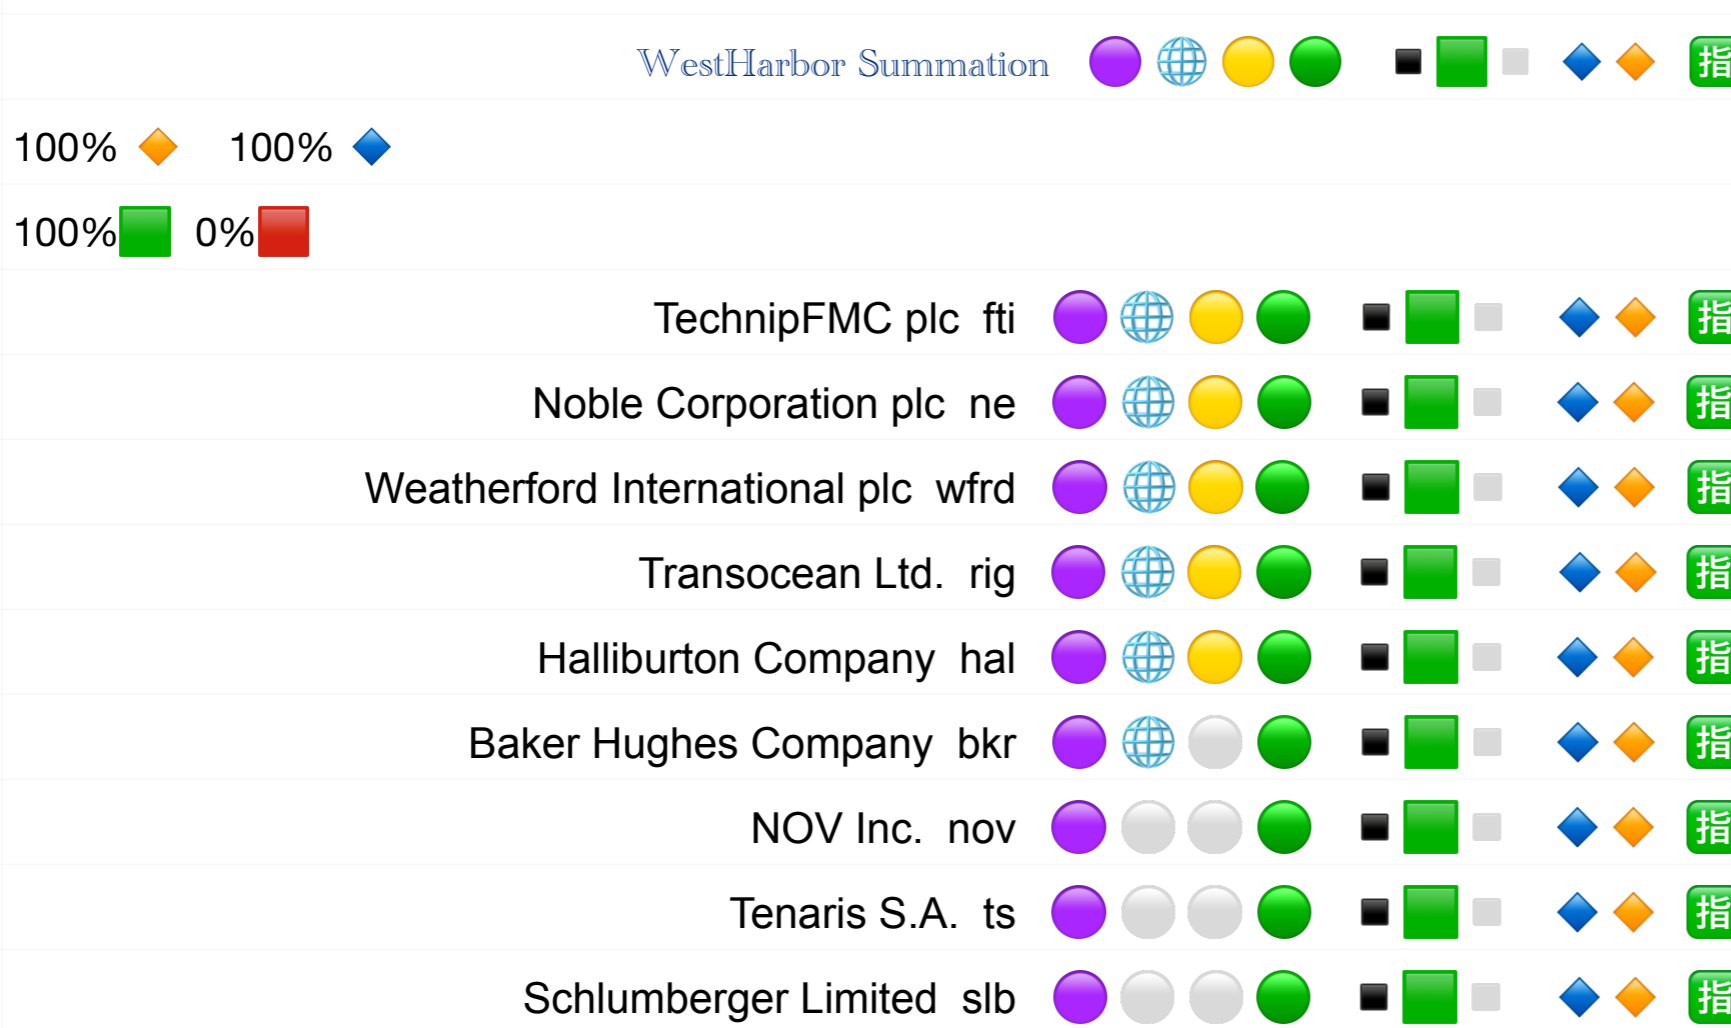 WestHarbor Summation 指
100% 100%
100% 0%
TechnipFMC plc fti 指
Noble Corporation plc ne 指
Weatherford International plc wfrd 指
Transocean Ltd. rig 指
Halliburton Company hal 指
Baker Hughes Company bkr 指
NOV Inc. nov 指
Tenaris S.A. ts 指
Schlumberger Limited slb 指